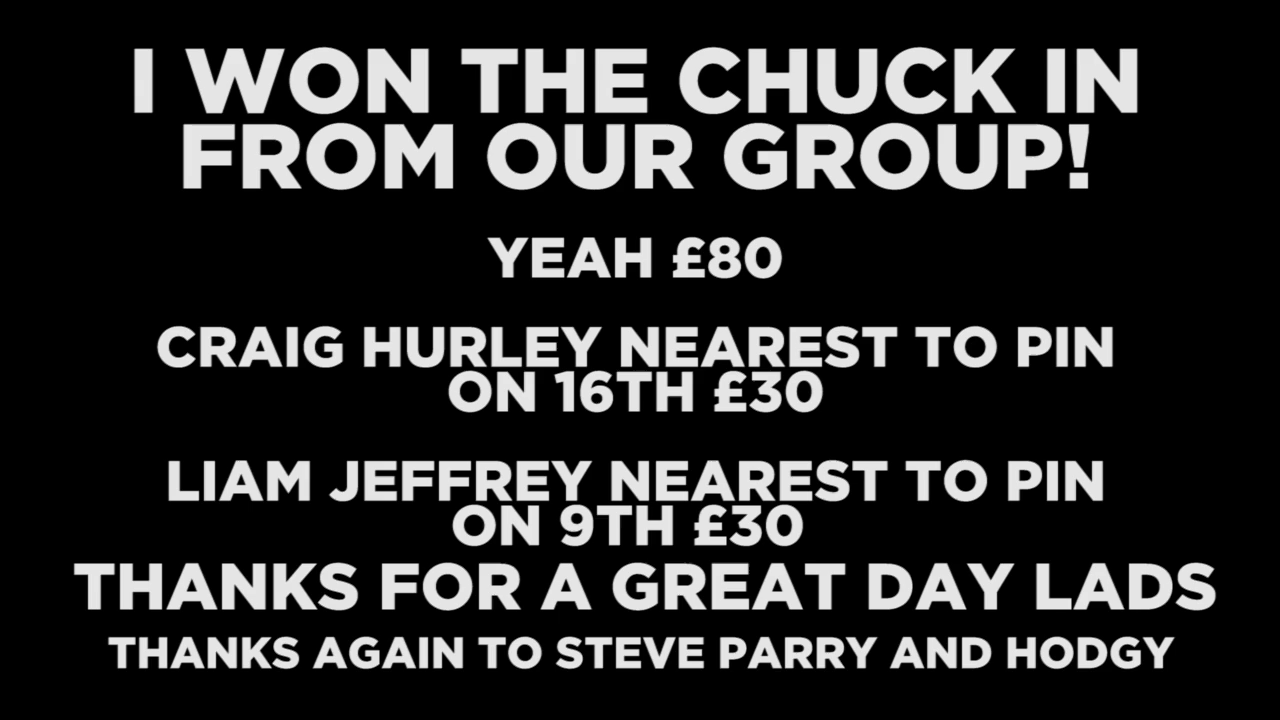 I WON THE CHUCK IN
FROM OUR GROUP!
YEAH £80
CRAIG HURLEY NEAREST TO PIN
ON 16TH £30
LIAM JEFFREY NEAREST TO PIN
ON 9TH £30
THANKS FOR A GREAT DAY LADS
THANKS AGAIN TO STEVE PARRY AND HODGY